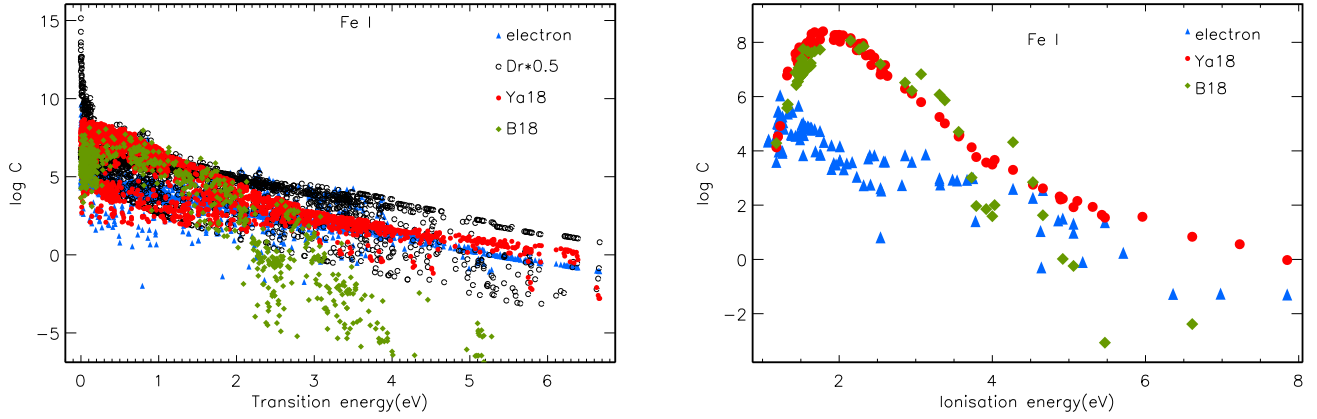 Fe I
electron
Dr*0.5
Ya18
B18
15
10
5
0
−5
log C
0 1 2 3 4 5 6
Transition energy(eV)
Fe I
electron
Ya18
B18
8
6
4
2
0
−2
log C
2 4 6 8
Ionisation energy(eV)